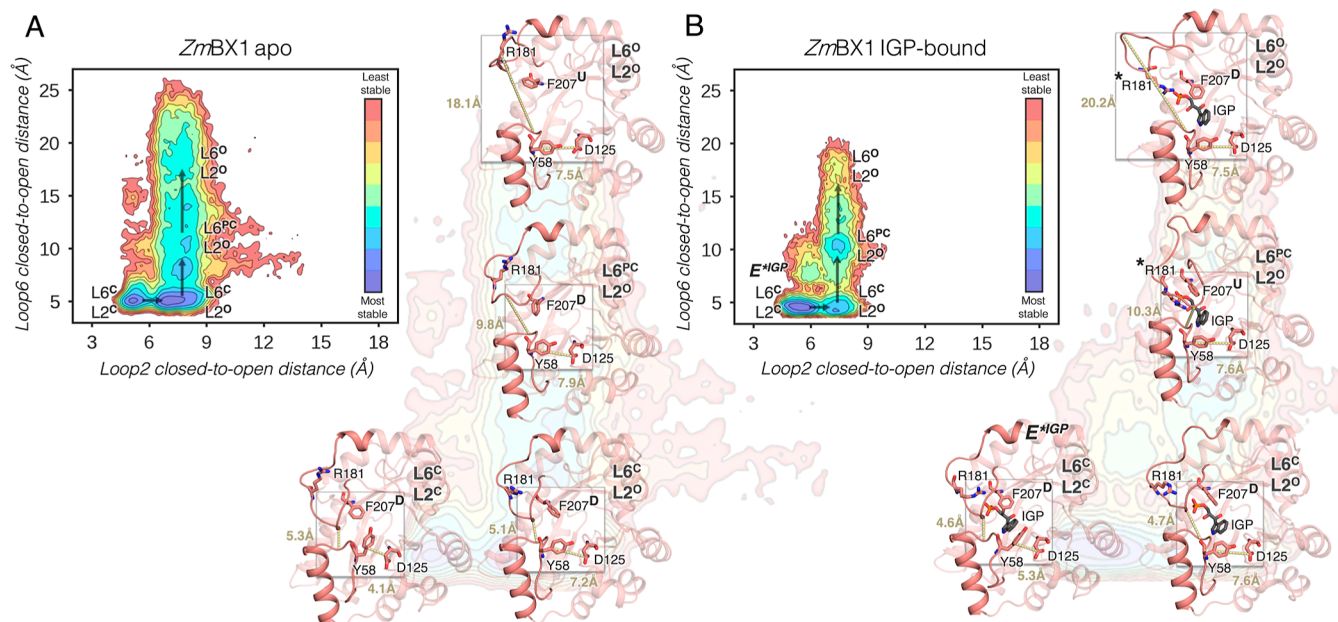 A
ZmBX1 apo
Loop6 closed-to-open distance (Å)
25
20
15
10
5
3 6 9 12 15 18
Loop2 closed-to-open distance (Å)
Least
stable
Most
stable
L6ᴼ
L2ᴼ
L6ᴾᶜ
L2ᴼ
L6ᶜ
L2ᶜ
L6ᶜ
L2ᴼ
R181
F207ᵁ
18.1Å
Y58
D125
7.5Å
L6ᴼ
L2ᴼ
R181
F207ᴰ
9.8Å
Y58
D125
7.9Å
L6ᴾᶜ
L2ᴼ
R181
F207ᴰ
5.3Å
Y58
D125
4.1Å
L6ᶜ
L2ᶜ
R181
F207ᴰ
5.1Å
Y58
D125
7.2Å
L6ᶜ
L2ᴼ
B
ZmBX1 IGP-bound
Loop6 closed-to-open distance (Å)
25
20
15
10
5
3 6 9 12 15 18
Loop2 closed-to-open distance (Å)
Least
stable
Most
stable
L6ᴼ
L2ᴼ
L6ᴾᶜ
L2ᴼ
E*ᴵᴳᴾ
L6ᶜ
L2ᶜ
L6ᶜ
L2ᴼ
*
R181
F207ᴰ
IGP
20.2Å
Y58
D125
7.5Å
L6ᴼ
L2ᴼ
*
R181
F207ᵁ
IGP
10.3Å
Y58
D125
7.6Å
L6ᴾᶜ
L2ᴼ
E*ᴵᴳᴾ
R181
F207ᴰ
IGP
4.6Å
Y58
D125
5.3Å
L6ᶜ
L2ᶜ
R181
F207ᴰ
IGP
4.7Å
Y58
D125
7.6Å
L6ᶜ
L2ᴼ